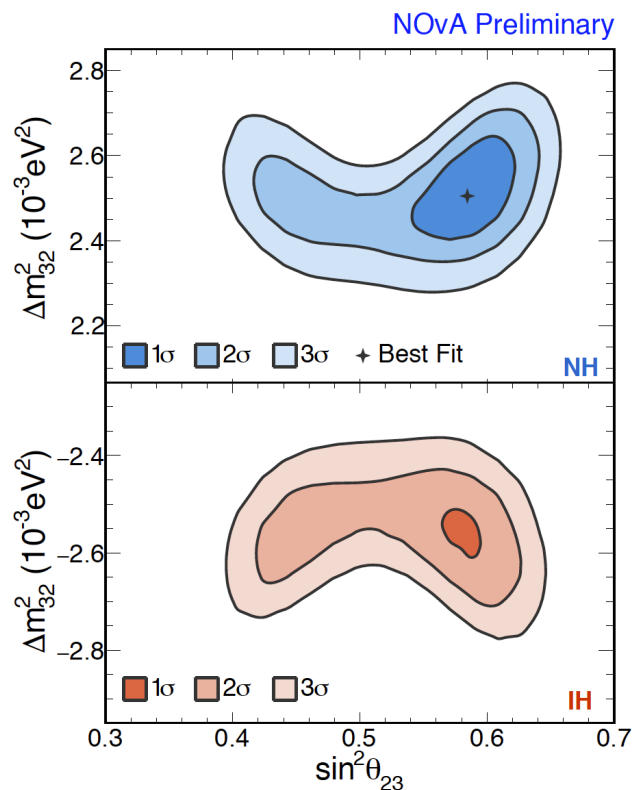 NOvA Preliminary
Δm²₃₂ (10⁻³eV²)
2.8
2.6
2.4
2.2
1σ 2σ 3σ Best Fit
NH
Δm²₃₂ (10⁻³eV²)
−2.4
−2.6
−2.8
1σ 2σ 3σ
IH
0.3 0.4 0.5 0.6 0.7
sin²θ₂₃